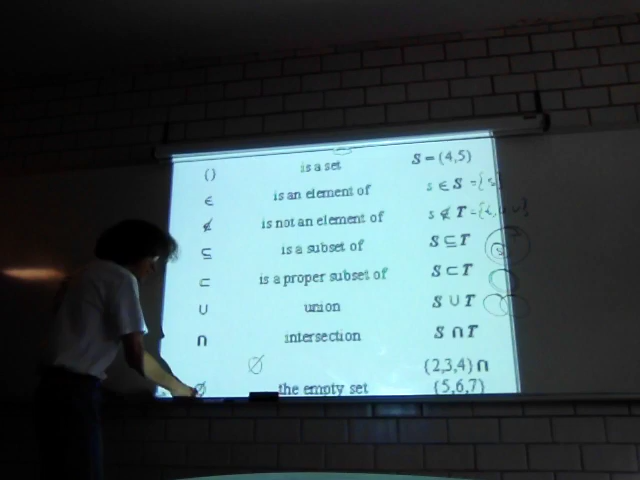 () is a set S = (4,5)
∈ is an element of s ∈ S = {s}
∉ is not an element of s ∉ T = {t, u, v}
⊆ is a subset of S ⊆ T
⊂ is a proper subset of S ⊂ T
∪ union S ∪ T
∩ intersection S ∩ T
∅ (2,3,4) ∩
∅ the empty set (5,6,7)